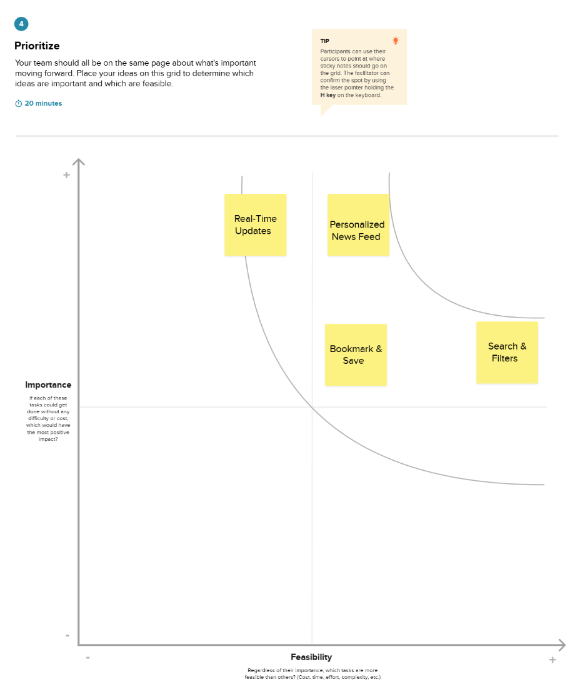 4
Prioritize
Your team should all be on the same page about what's important
moving forward. Place your ideas on this grid to determine which
ideas are important and which are feasible.
20 minutes
TIP
Participants can use their
cursors to point at where
sticky notes should go on
the grid. The facilitator can
confirm the spot by using
the laser pointer holding the
H key on the keyboard.
+
Real-Time
Updates
Personalized
News Feed
Bookmark &
Save
Search &
Filters
Importance
If each of these
tasks could get
done without any
difficulty or cost,
which would have
the most positive
impact?
-
-
Feasibility
+
Regardless of their importance, which tasks are more
feasible than others? (Cost, time, effort, complexity, etc.)